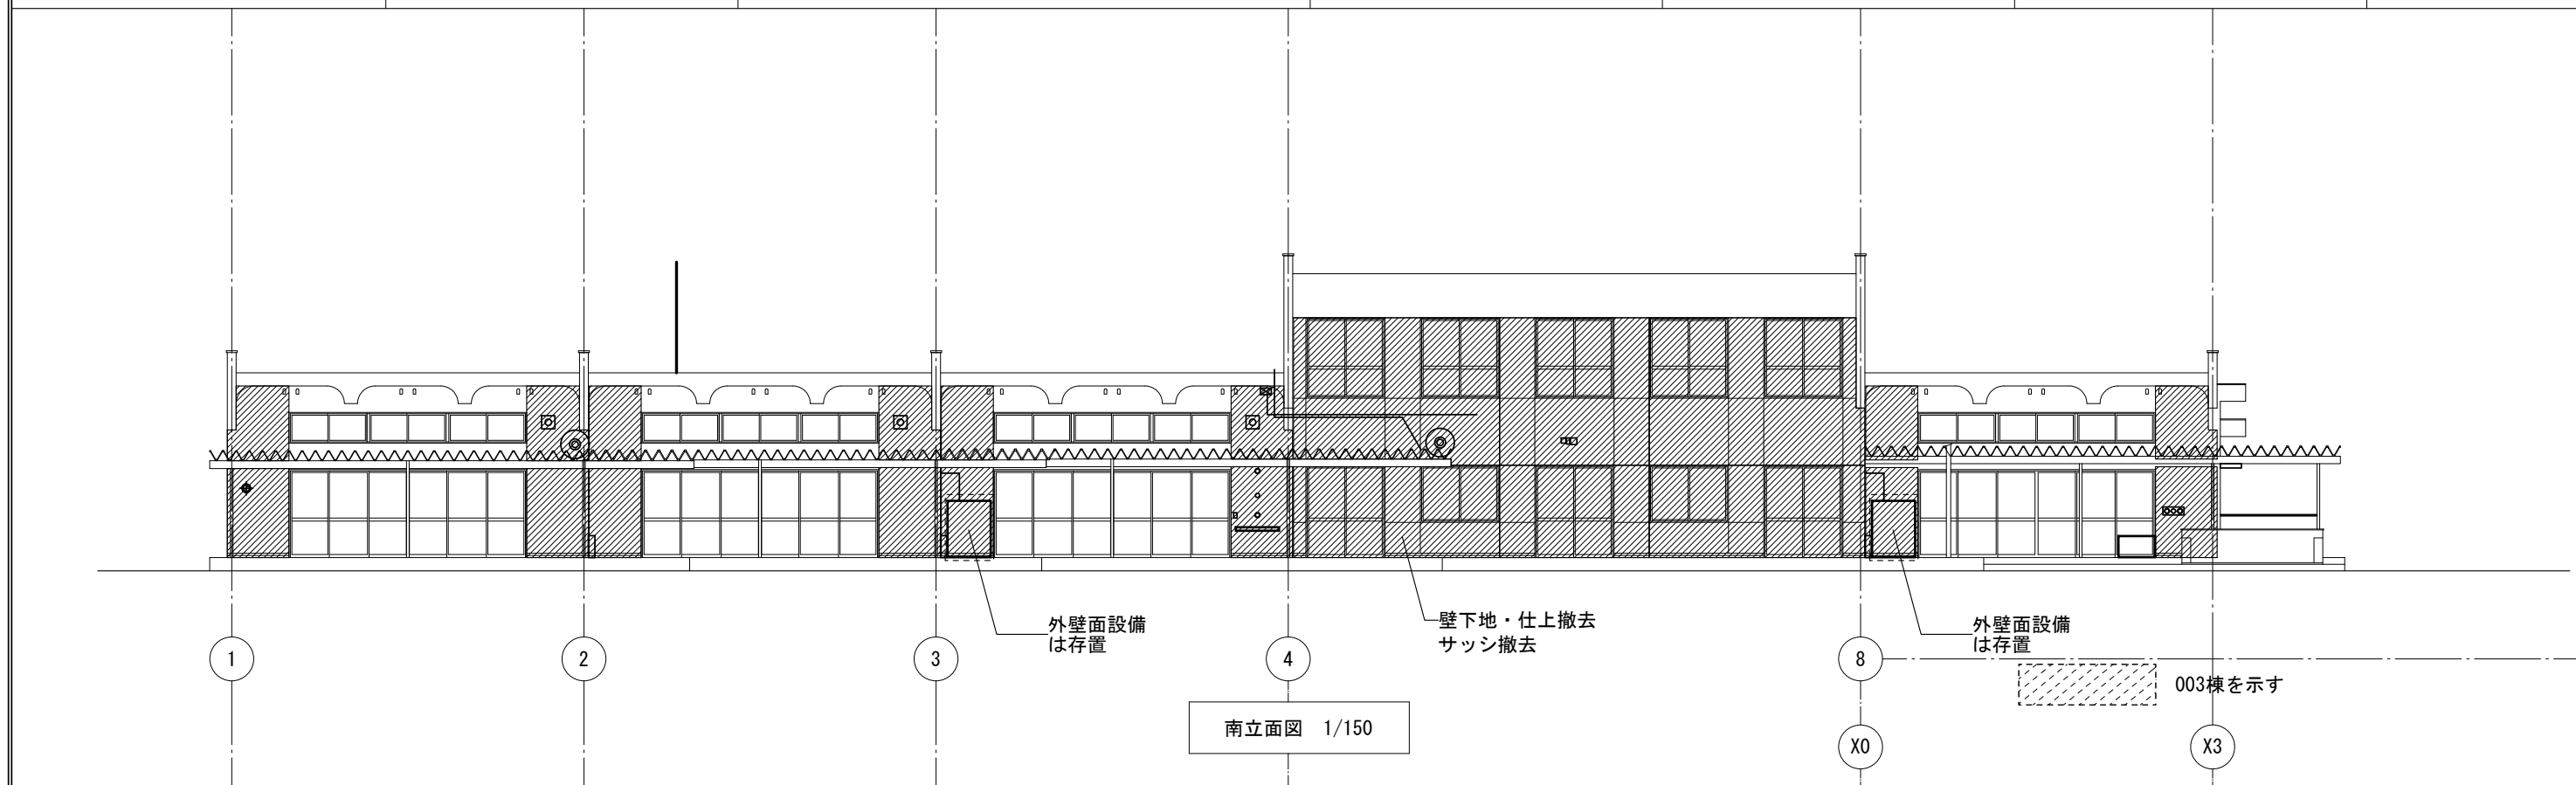 外壁面設備
は存置
壁下地・仕上撤去
サッシ撤去
外壁面設備
は存置
1
2
3
4
8
003棟を示す
南立面図 1/150
X0
X3